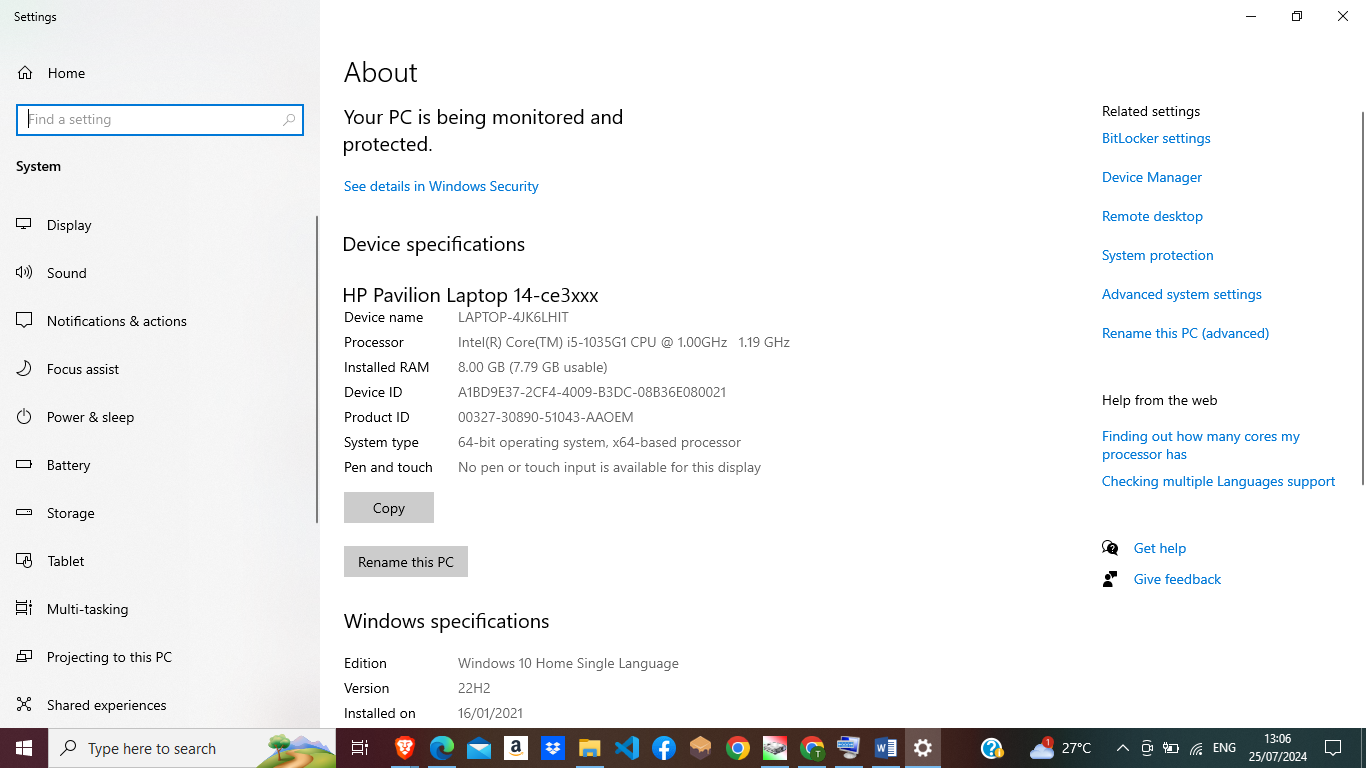 Settings
Home
Find a setting
System
Display
Sound
Notifications & actions
Focus assist
Power & sleep
Battery
Storage
Tablet
Multi-tasking
Projecting to this PC
Shared experiences
About
Your PC is being monitored and
protected.
See details in Windows Security
Device specifications
HP Pavilion Laptop 14-ce3xxx
Device name LAPTOP-4JK6LHIT
Processor Intel(R) Core(TM) i5-1035G1 CPU @ 1.00GHz 1.19 GHz
Installed RAM 8.00 GB (7.79 GB usable)
Device ID A1BD9E37-2CF4-4009-B3DC-08B36E080021
Product ID 00327-30890-51043-AAOEM
System type 64-bit operating system, x64-based processor
Pen and touch No pen or touch input is available for this display
Copy
Rename this PC
Windows specifications
Edition Windows 10 Home Single Language
Version 22H2
Installed on 16/01/2021
Related settings
BitLocker settings
Device Manager
Remote desktop
System protection
Advanced system settings
Rename this PC (advanced)
Help from the web
Finding out how many cores my
processor has
Checking multiple Languages support
Get help
Give feedback
Type here to search
a
T
1
27°C
ENG
13:06
25/07/2024